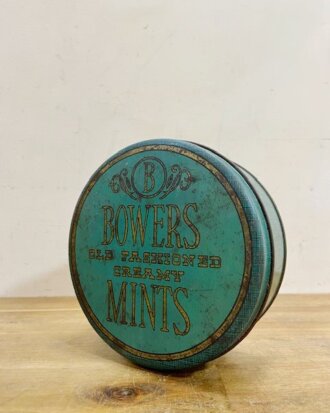 B
BOWERS
OLD FASHIONED
CREAMY
MINTS